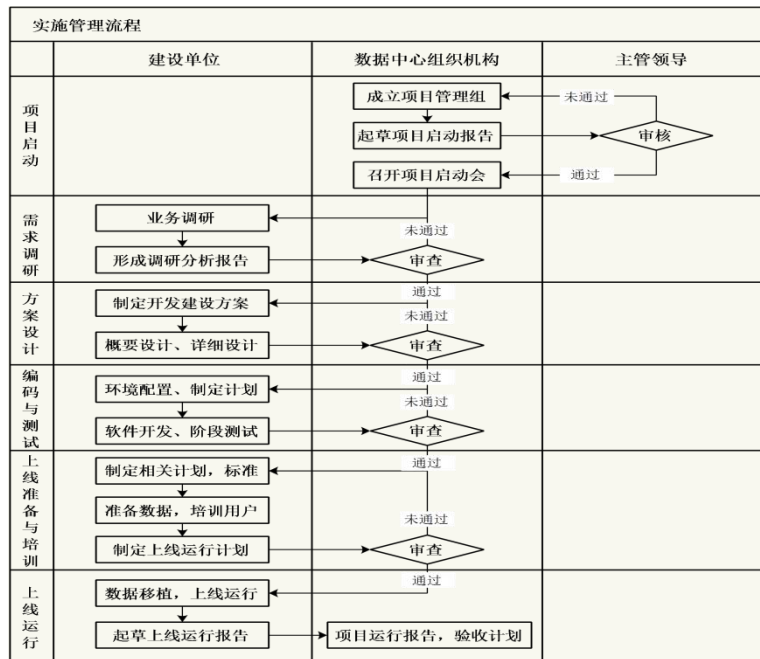 实施管理流程
建设单位
数据中心组织机构
主管领导
项目启动
成立项目管理组
未通过
起草项目启动报告
审核
召开项目启动会
通过
需求调研
业务调研
未通过
形成调研分析报告
审查
方案设计
通过
制定开发建设方案
未通过
概要设计、详细设计
审查
编码与测试
通过
环境配置、制定计划
未通过
软件开发、阶段测试
审查
上线准备与培训
通过
制定相关计划，标准
准备数据，培训用户
未通过
制定上线运行计划
审查
上线运行
通过
数据移植，上线运行
起草上线运行报告
项目运行报告，验收计划